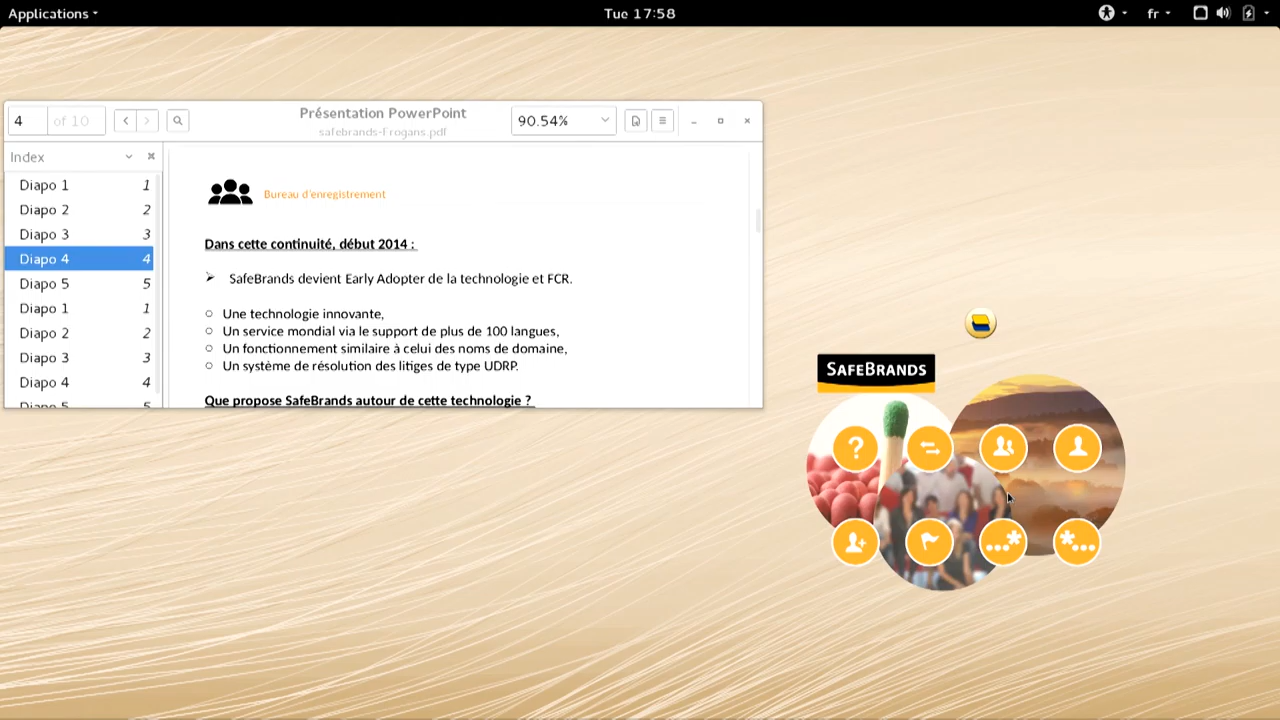 Applications
Tue 17:58
fr
4 of 10
Présentation PowerPoint
safebrands-Frogans.pdf
90.54%
Index
Diapo 1 1
Diapo 2 2
Diapo 3 3
Diapo 4 4
Diapo 5 5
Diapo 1 1
Diapo 2 2
Diapo 3 3
Diapo 4 4
Diapo 5 5
Bureau d'enregistrement
Dans cette continuité, début 2014 :
➢ SafeBrands devient Early Adopter de la technologie et FCR.
○ Une technologie innovante,
○ Un service mondial via le support de plus de 100 langues,
○ Un fonctionnement similaire à celui des noms de domaine,
○ Un système de résolution des litiges de type UDRP.
Que propose SafeBrands autour de cette technologie ?
SAFEBRANDS
?
...*
*...